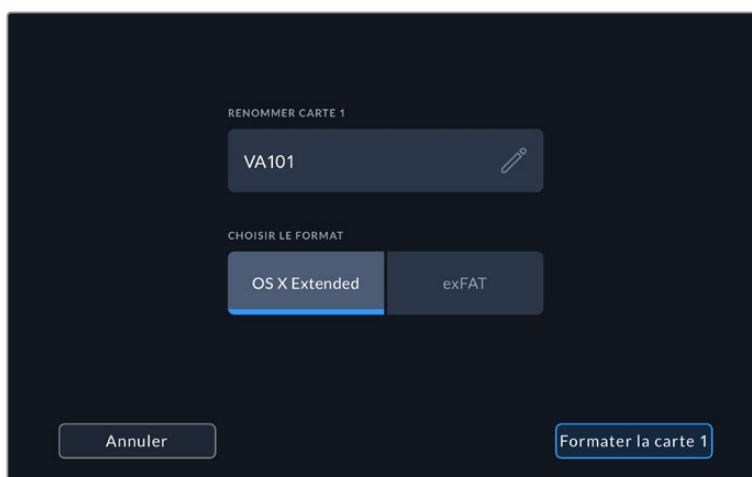 RENOMMER CARTE 1
VA101
CHOISIR LE FORMAT
OS X Extended exFAT
Annuler Formater la carte 1